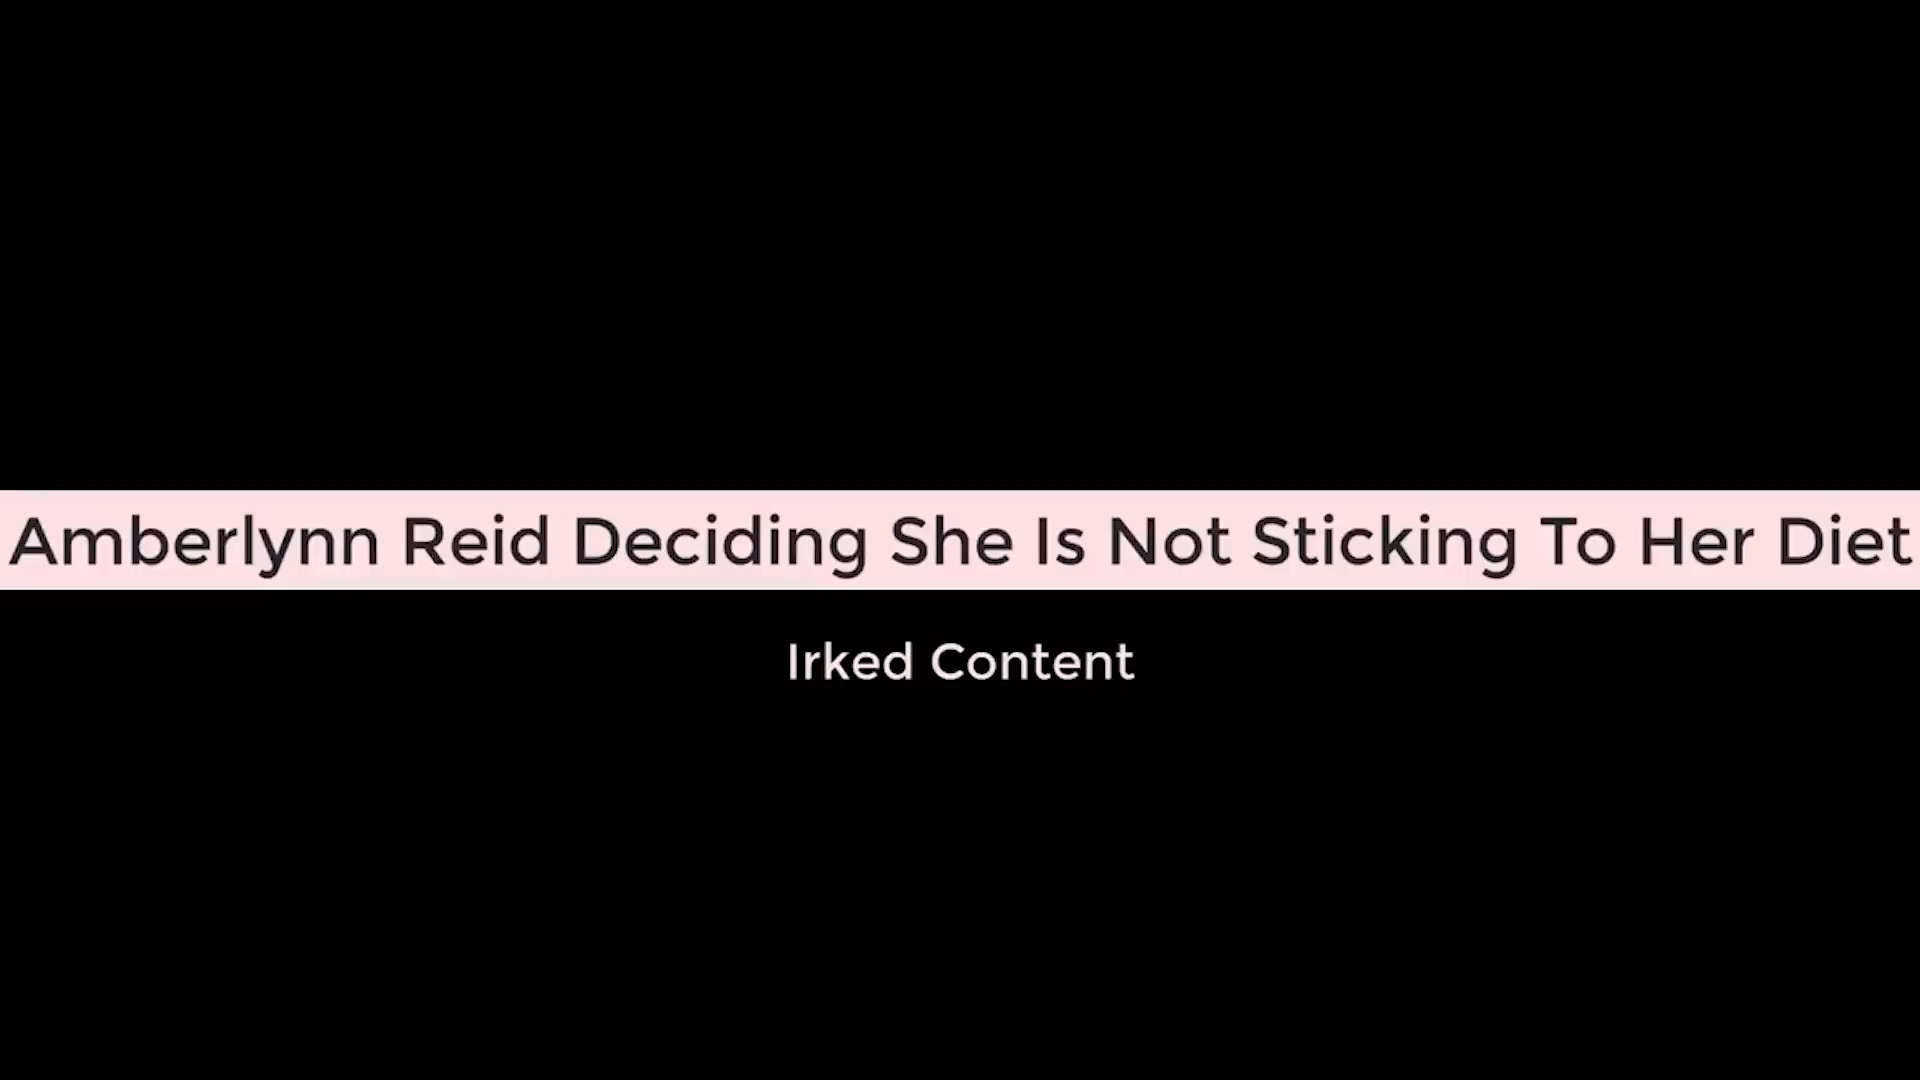 Amberlynn Reid Deciding She Is Not Sticking To Her Diet
Irked Content